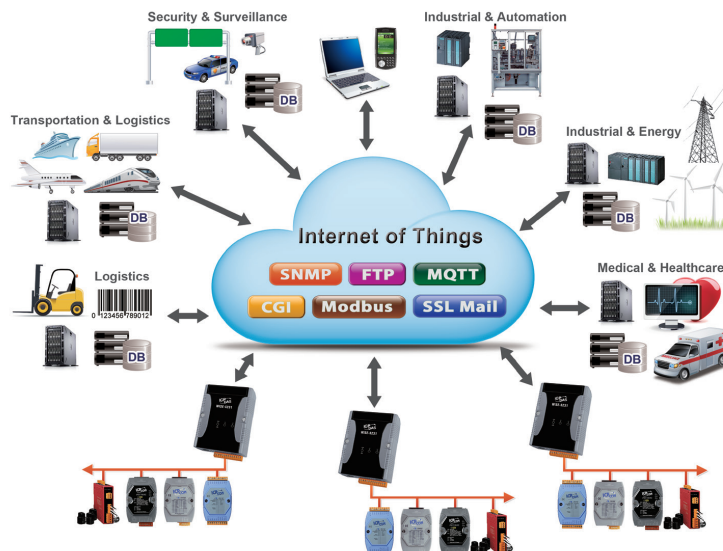 Security & Surveillance
Industrial & Automation
DB
DB
Transportation & Logistics
Industrial & Energy
DB
DB
Internet of Things
SNMP FTP MQTT
CGI Modbus SSL Mail
Logistics
0 123456 789012
DB
Medical & Healthcare
DB